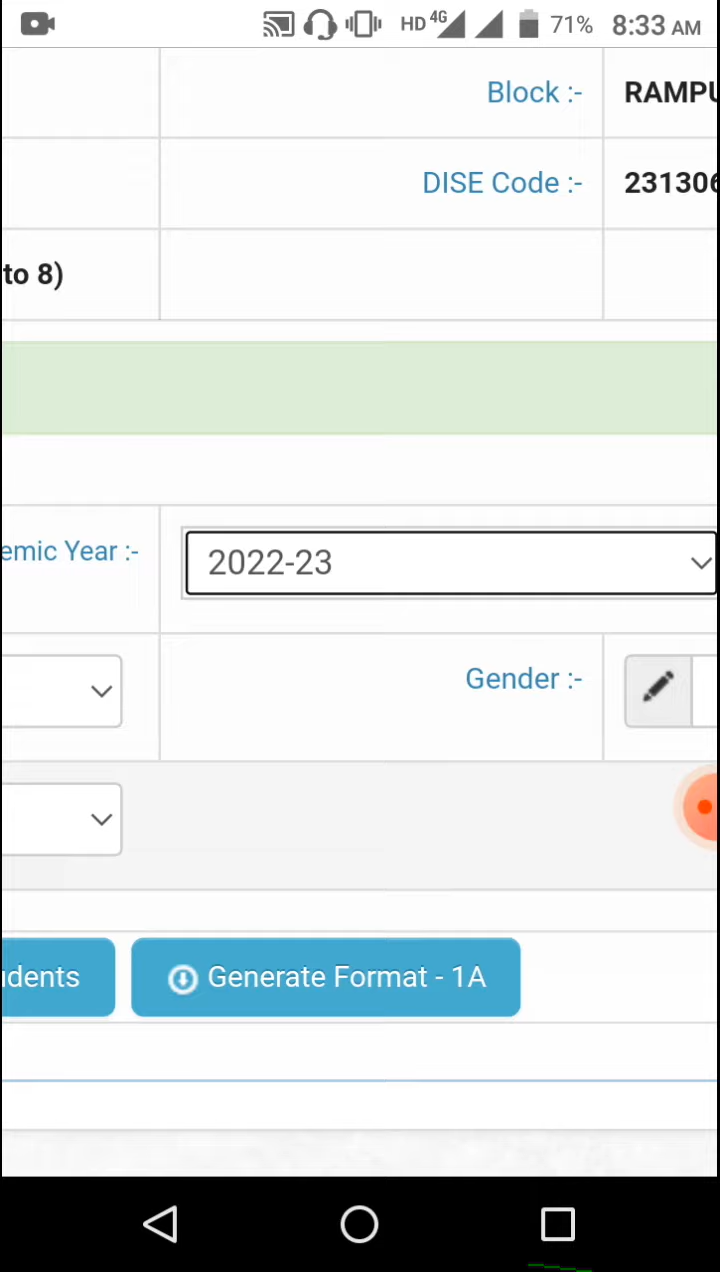 HD 4G 71% 8:33 AM
Block :- RAMPU
DISE Code :- 231306
to 8)
emic Year :- 2022-23
Gender :-
dents Generate Format - 1A